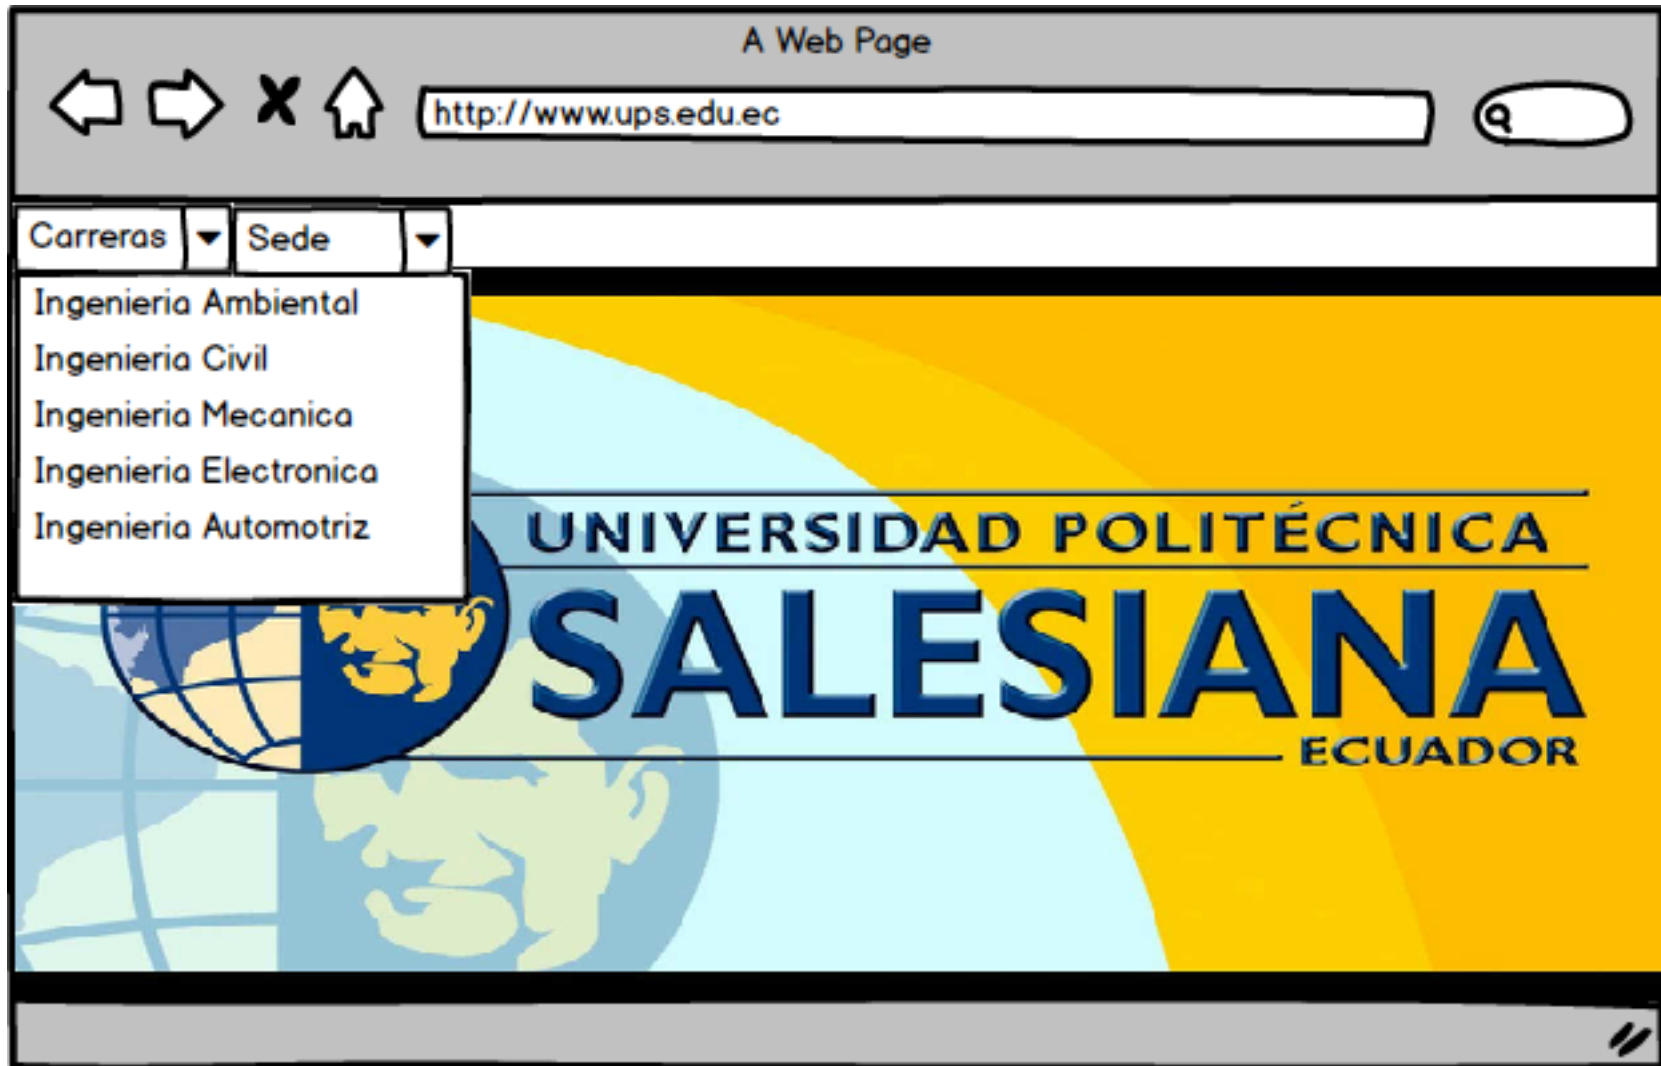 A Web Page
http://www.ups.edu.ec
Carreras Sede
Ingenieria Ambiental
Ingenieria Civil
Ingenieria Mecanica
Ingenieria Electronica
Ingenieria Automotriz
UNIVERSIDAD POLITÉCNICA
SALESIANA
ECUADOR